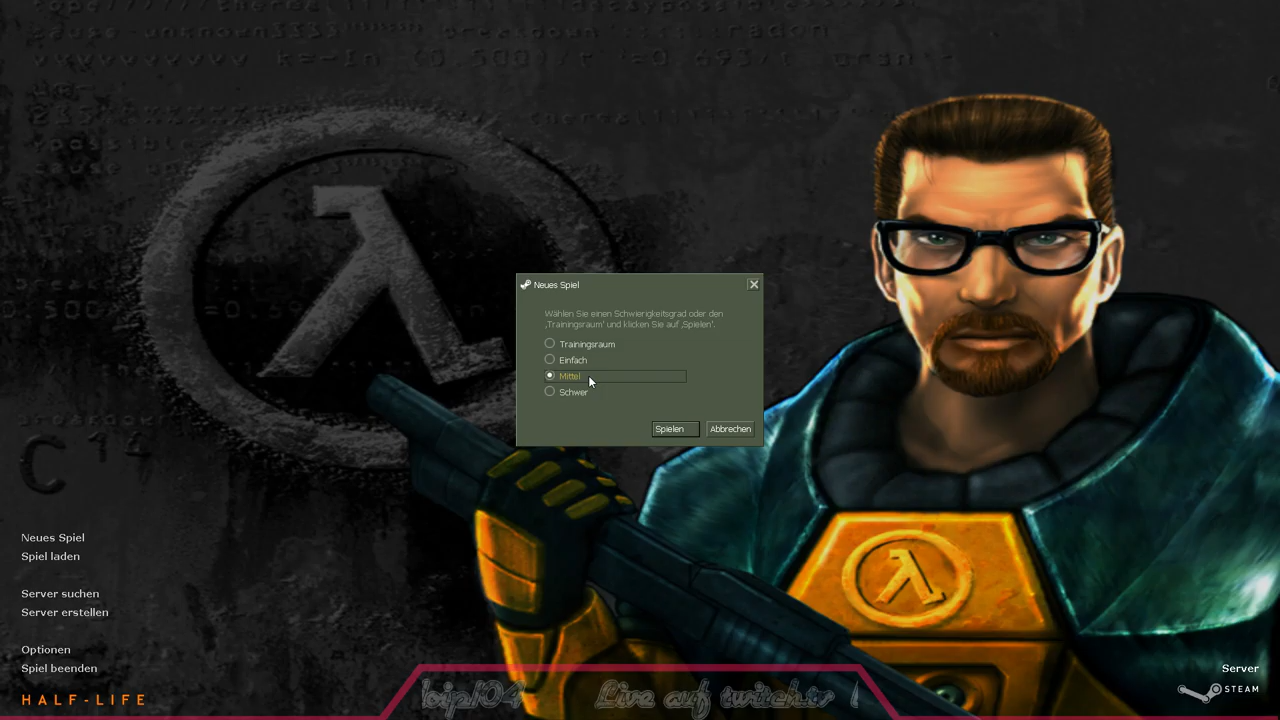 Neues Spiel
Wählen Sie einen Schwierigkeitsgrad oder den
'Trainingsraum' und klicken Sie auf 'Spielen'.
Trainingsraum
Einfach
Mittel
Schwer
Spielen
Abbrechen
C14
Neues Spiel
Spiel laden
Server suchen
Server erstellen
Optionen
Spiel beenden
HALF-LIFE
Server
STEAM
Live auf twitch.tv